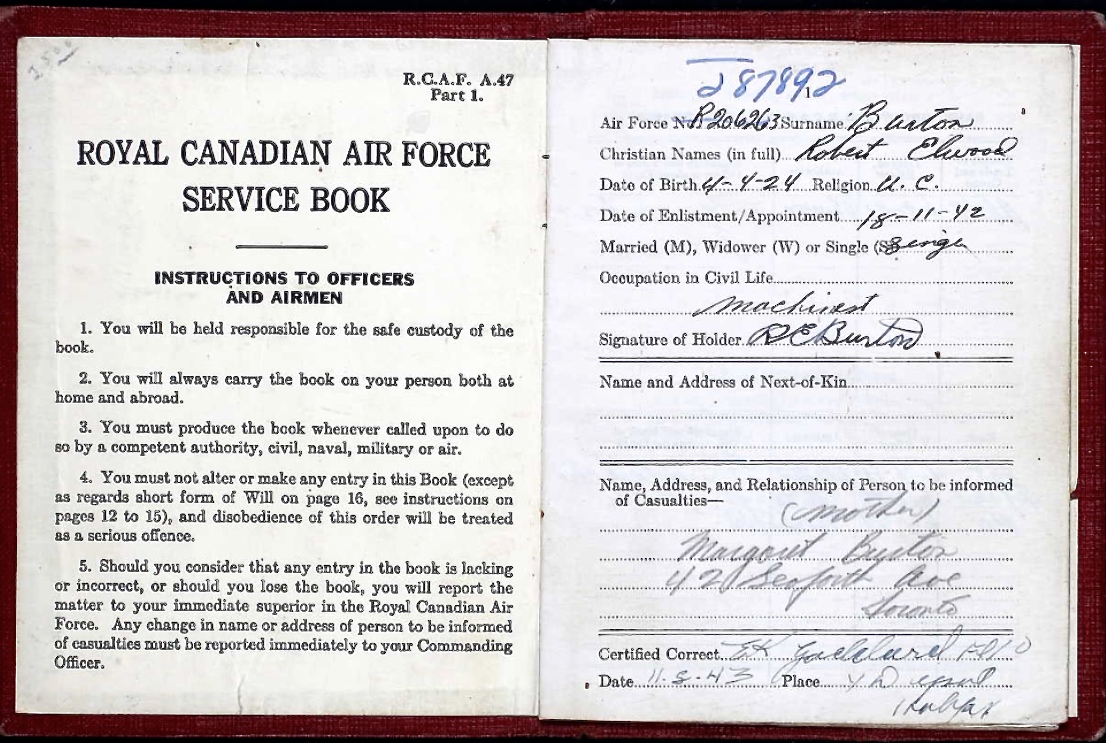 R.C.A.F. A.47
Part 1.
ROYAL CANADIAN AIR FORCE
SERVICE BOOK
INSTRUCTIONS TO OFFICERS
AND AIRMEN
1. You will be held responsible for the safe custody of the
book.
2. You will always carry the book on your person both at
home and abroad.
3. You must produce the book whenever called upon to do
so by a competent authority, civil, naval, military or air.
4. You must not alter or make any entry in this Book (except
as regards short form of Will on page 16, see instructions on
pages 12 to 15), and disobedience of this order will be treated
as a serious offence.
5. Should you consider that any entry in the book is lacking
or incorrect, or should you lose the book, you will report the
matter to your immediate superior in the Royal Canadian Air
Force. Any change in name or address of person to be informed
of casualties must be reported immediately to your Commanding
Officer.
J87892
1
Air Force No. R206263 Surname Burton
Christian Names (in full) Robert Elwood
Date of Birth 4-4-24 Religion U.C.
Date of Enlistment/Appointment 18-11-42
Married (M), Widower (W) or Single (S) Single
Occupation in Civil Life
Machinist
Signature of Holder R E Burton
Name and Address of Next-of-Kin
Name, Address, and Relationship of Person to be informed
of Casualties—
(Mother)
Margaret Burton
420 Seaforth Ave
Toronto
Certified Correct EK F/O
Date 11-8-43 Place Y Depot
Halifax